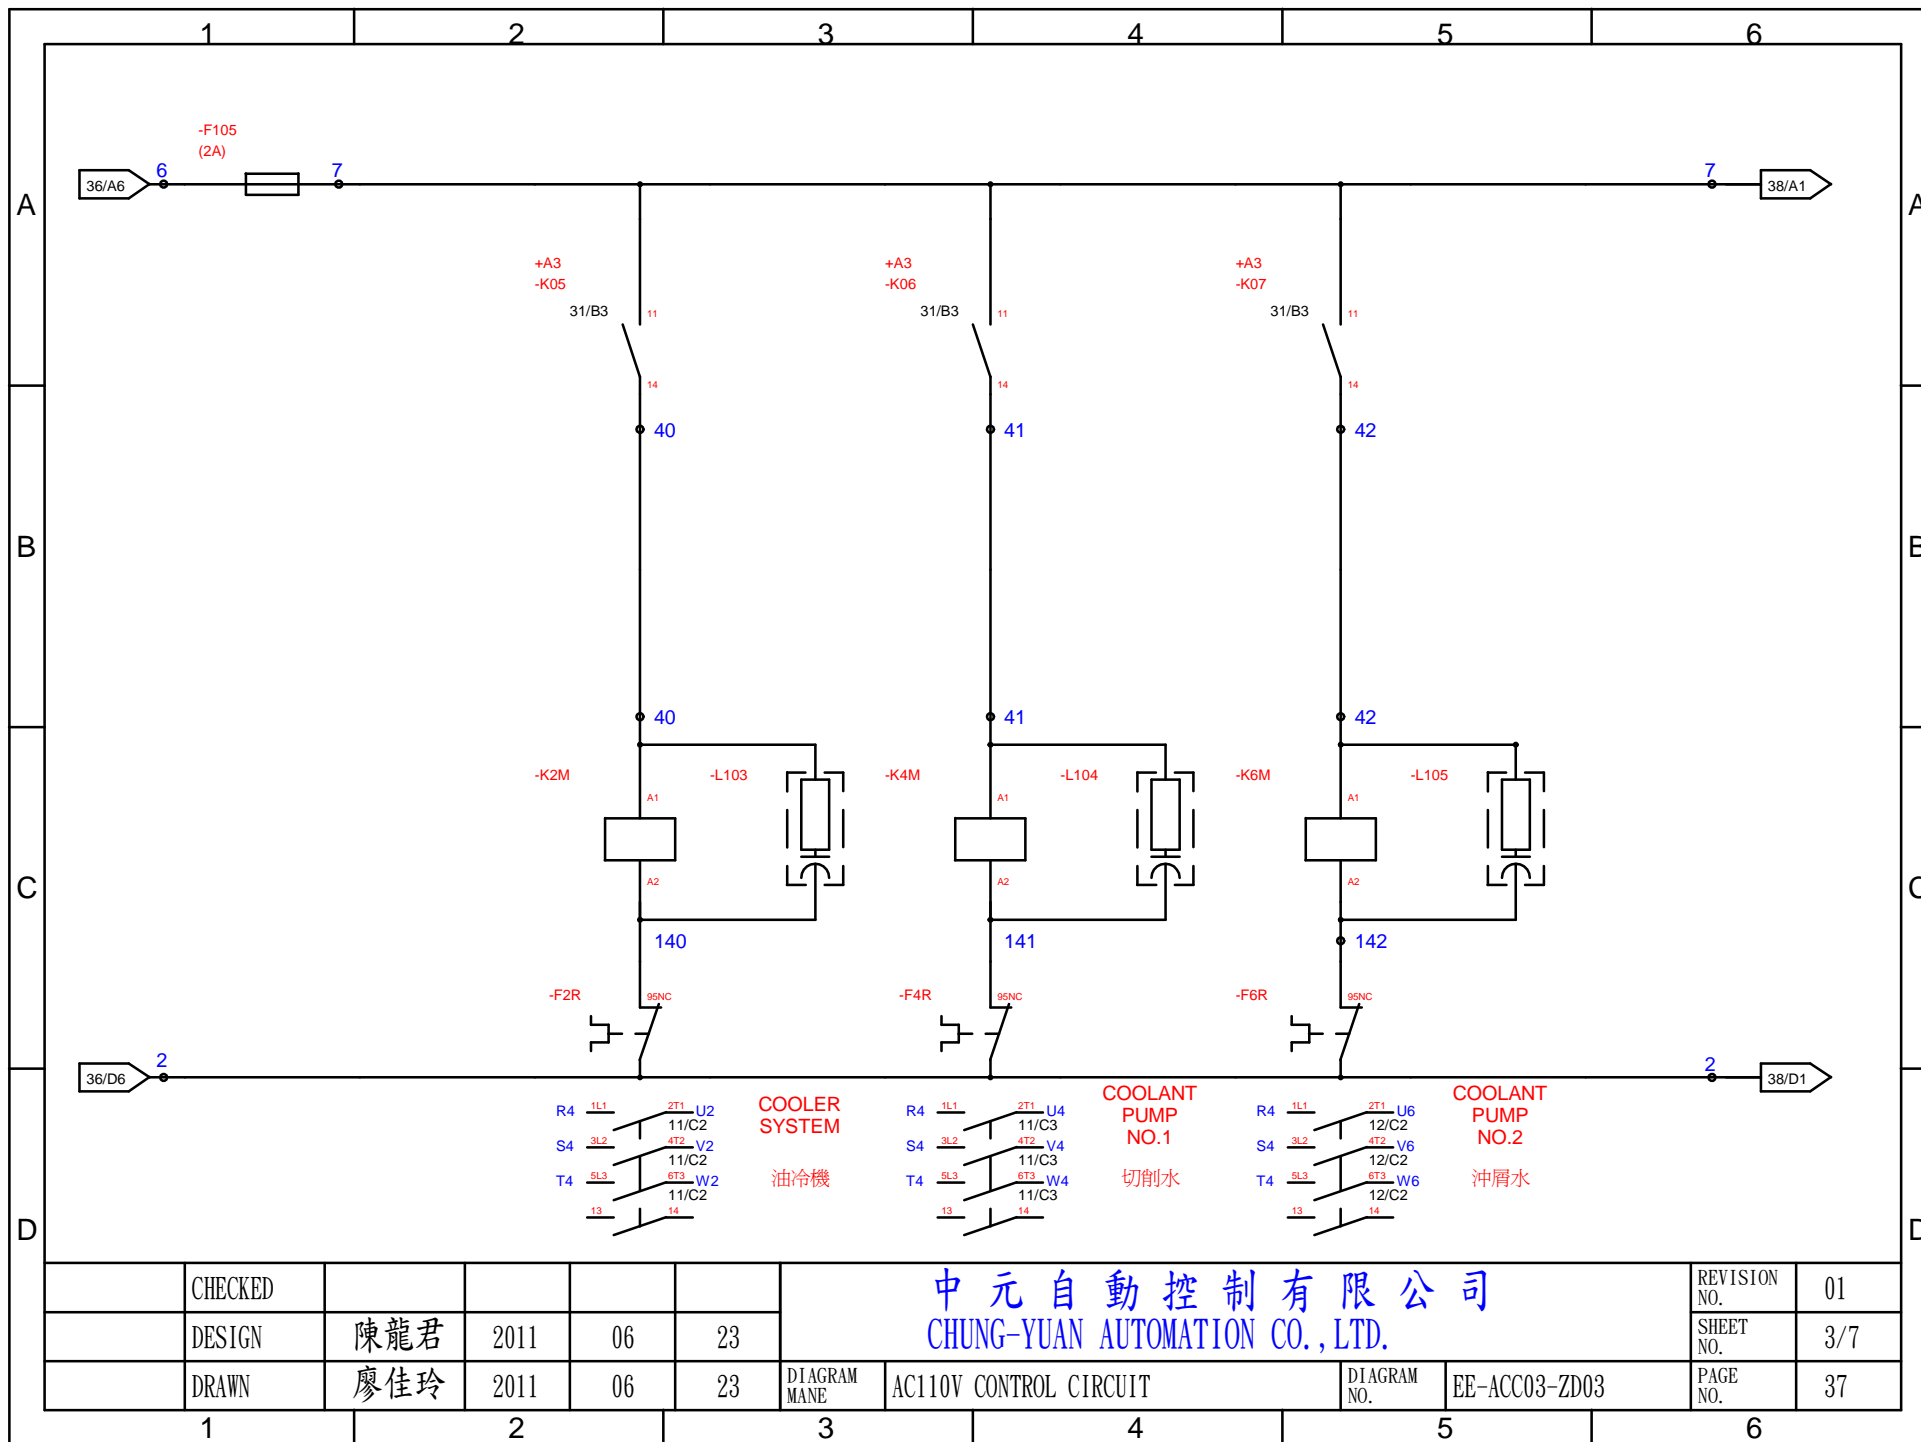 1 2 3 4 5 6
-F105
(2A)
36/A6 6 7 7 38/A1
A A
+A3 +A3 +A3
-K05 -K06 -K07
31/B3 11 31/B3 11 31/B3 11
14 14 14
40 41 42
B B
40 41 42
-K2M -L103 -K4M -L104 -K6M -L105
A1 A1 A1
A2 A2 A2
C C
140 141 142
-F2R 95NC -F4R 95NC -F6R 95NC
36/D6 2 2 38/D1
COOLER
SYSTEM
油冷機
COOLANT
PUMP
NO.1
切削水
COOLANT
PUMP
NO.2
沖屑水
R4 1L1 2T1 U2 R4 1L1 2T1 U4 R4 1L1 2T1 U6
11/C2 11/C3 12/C2
S4 3L2 4T2 V2 S4 3L2 4T2 V4 S4 3L2 4T2 V6
11/C2 11/C3 12/C2
T4 5L3 6T3 W2 T4 5L3 6T3 W4 T4 5L3 6T3 W6
11/C2 11/C3 12/C2
13 14 13 14 13 14
D D
CHECKED
DESIGN 陳龍君 2011 06 23
DRAWN 廖佳玲 2011 06 23
中元自動控制有限公司
CHUNG-YUAN AUTOMATION CO.,LTD.
DIAGRAM
MANE
AC110V CONTROL CIRCUIT
DIAGRAM
NO.
EE-ACC03-ZD03
REVISION
NO.
01
SHEET
NO.
3/7
PAGE
NO.
37
1 2 3 4 5 6